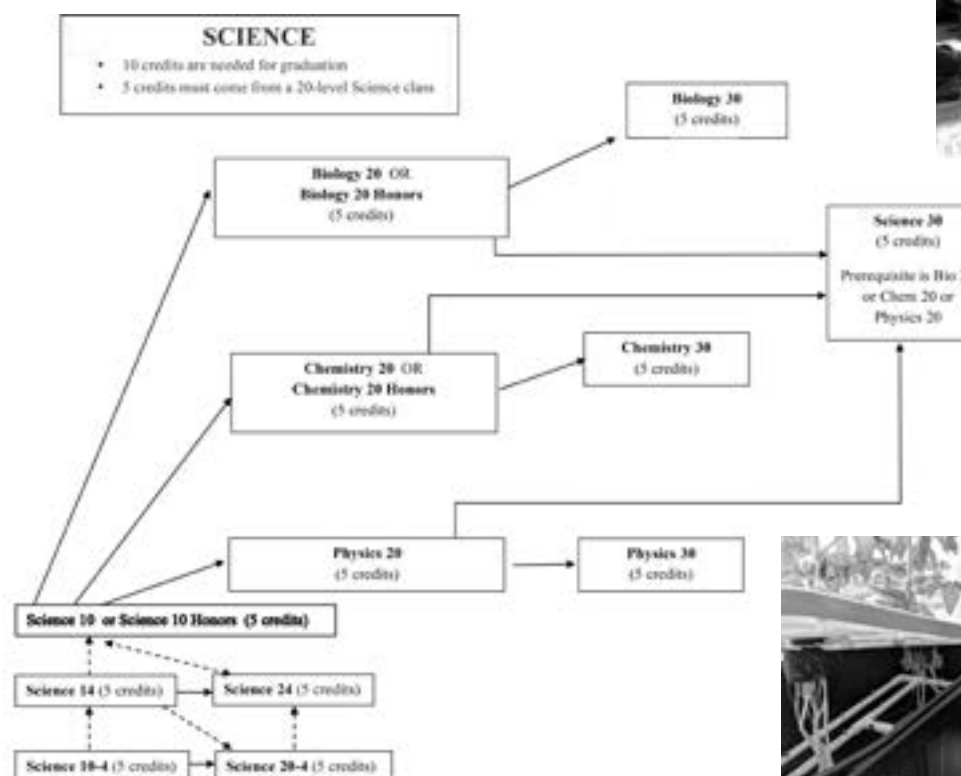 SCIENCE
• 10 credits are needed for graduation
• 5 credits must come from a 20-level Science class
Biology 30
(5 credits)
Biology 20 OR
Biology 20 Honors
(5 credits)
Science 30
(5 credits)
Prerequisite is Bio
or Chem 20 or
Physics 20
Chemistry 30
(5 credits)
Chemistry 20 OR
Chemistry 20 Honors
(5 credits)
Physics 20
(5 credits)
Physics 30
(5 credits)
Science 10 or Science 10 Honors (5 credits)
Science 14 (5 credits)
Science 24 (5 credits)
Science 10-4 (5 credits)
Science 20-4 (5 credits)